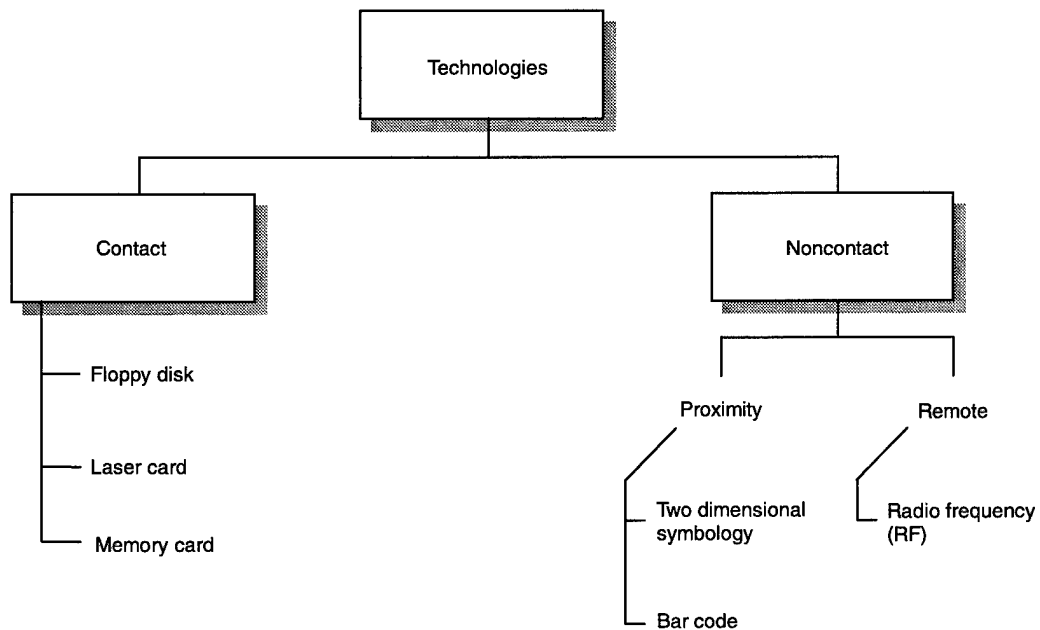 Technologies
Contact
Noncontact
Floppy disk
Laser card
Memory card
Proximity
Remote
Two dimensional
symbology
Bar code
Radio frequency
(RF)